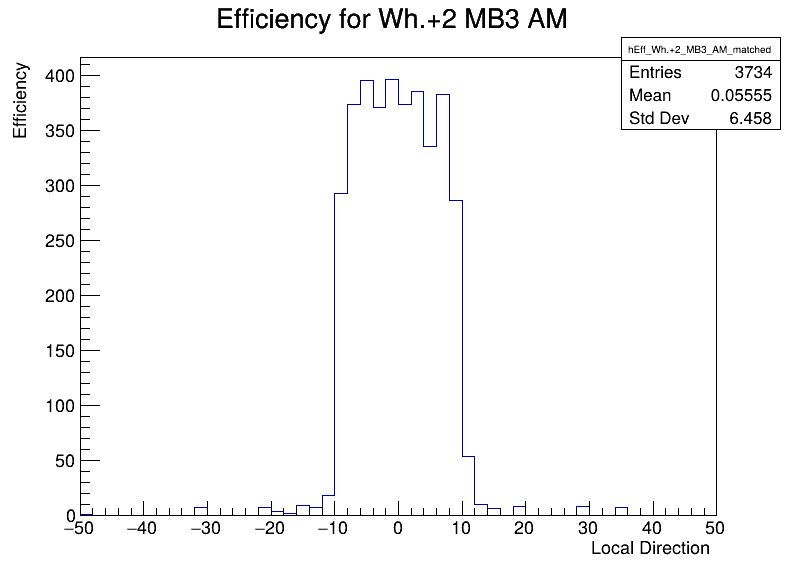 Efficiency for Wh.+2 MB3 AM
hEff_Wh.+2_MB3_AM_matched
Entries 3734
Mean 0.05555
Std Dev 6.458
Efficiency
400
350
300
250
200
150
100
50
0
−50 −40 −30 −20 −10 0 10 20 30 40 50
Local Direction